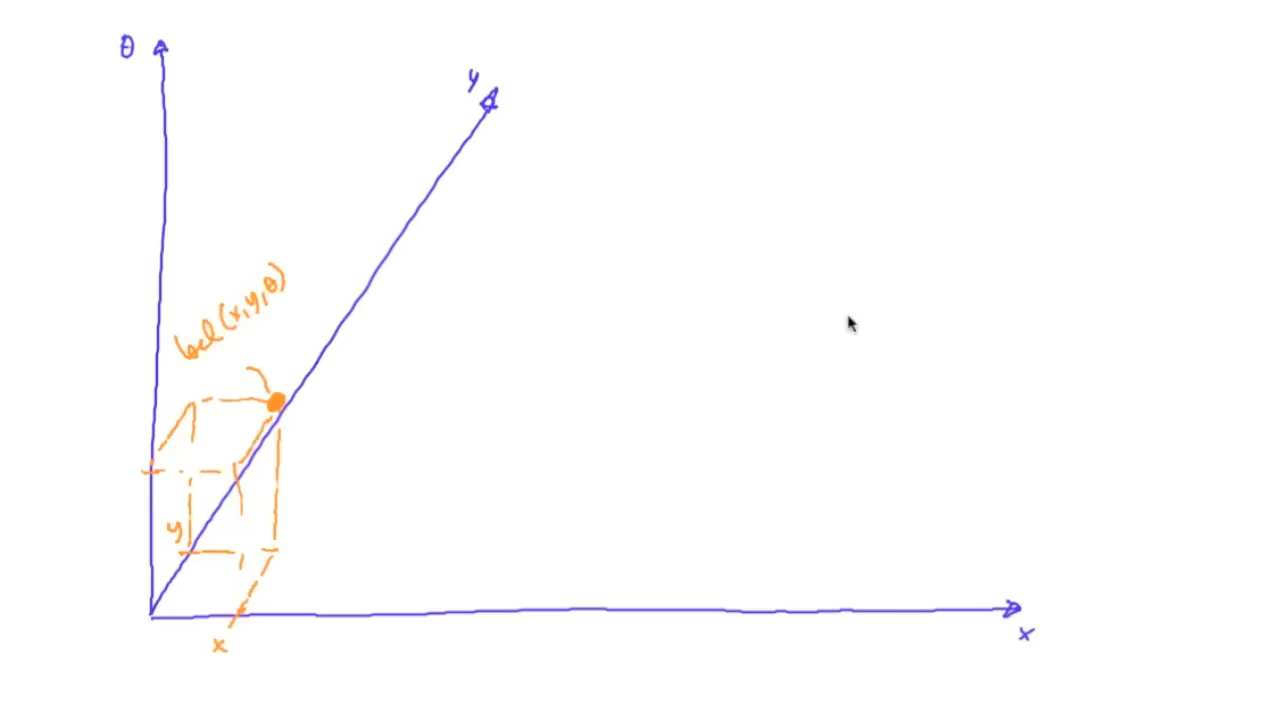 θ
y
bel(x,y,θ)
y
x
x